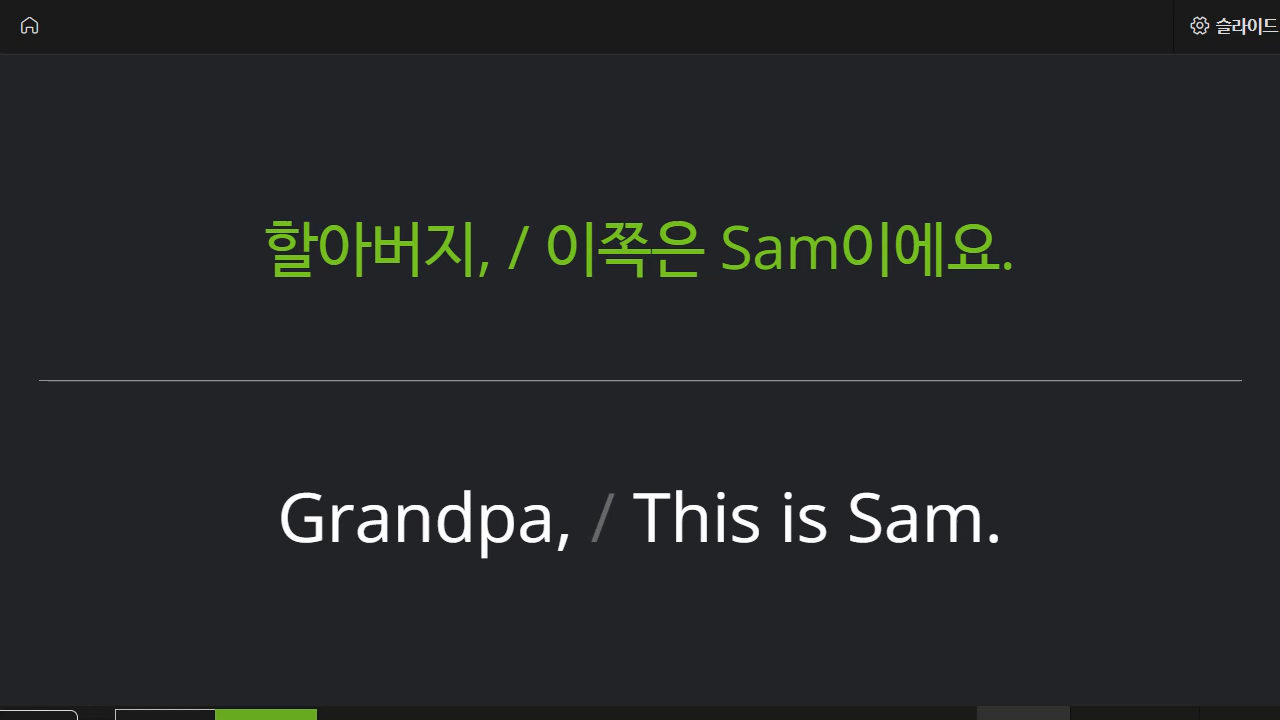 슬라이드
할아버지, / 이쪽은 Sam이에요.
Grandpa, / This is Sam.